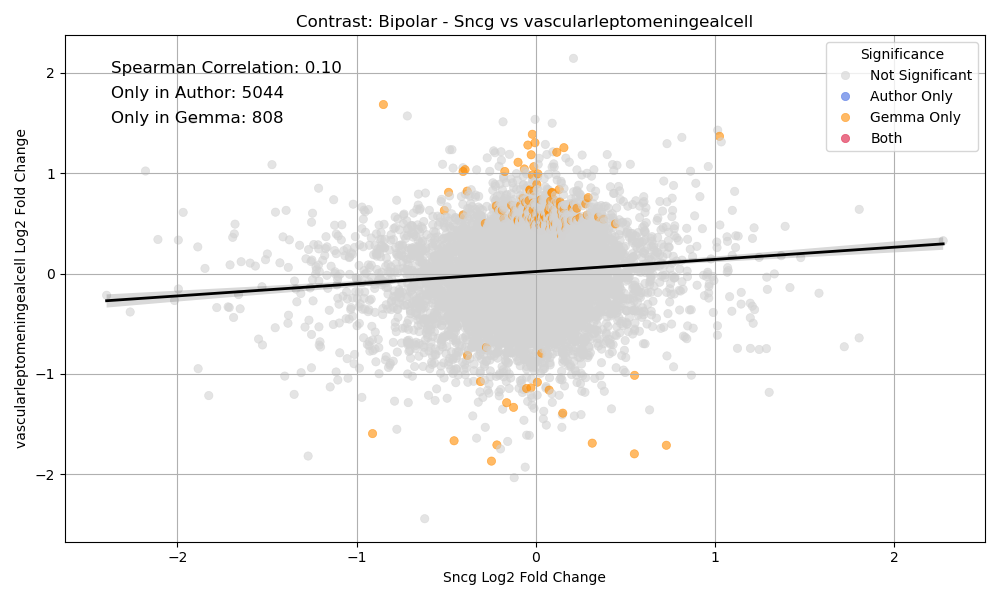 Contrast: Bipolar - Sncg vs vascularleptomeningealcell
Spearman Correlation: 0.10
Only in Author: 5044
Only in Gemma: 808
Significance
Not Significant
Author Only
Gemma Only
Both
vascularleptomeningealcell Log2 Fold Change
2
1
0
−1
−2
−2
−1
0
1
2
Sncg Log2 Fold Change